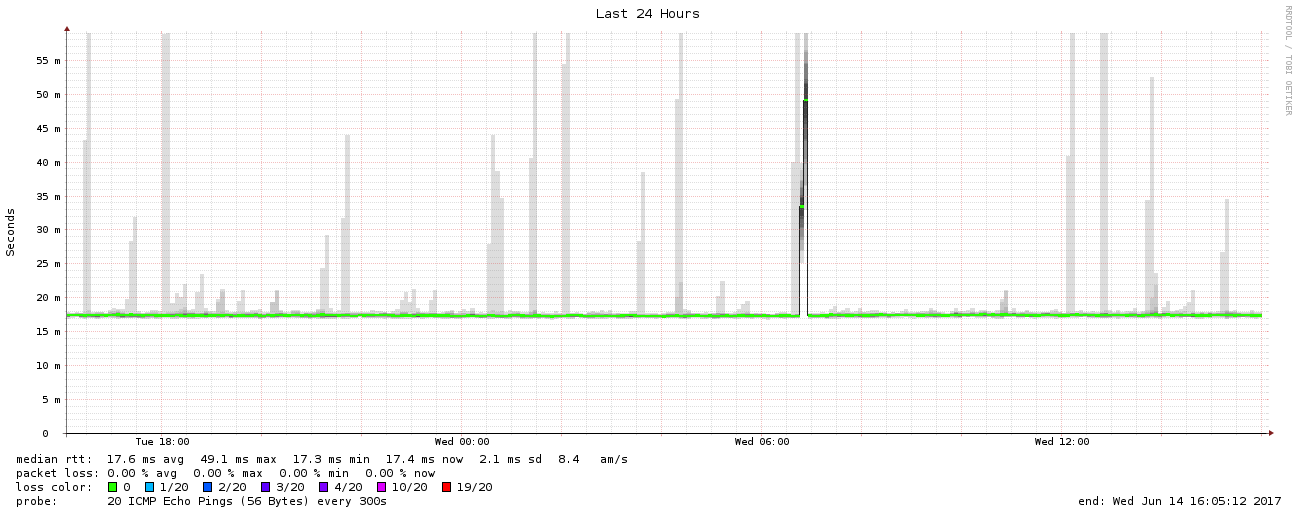 Last 24 Hours
RRDTOOL / TOBI OETIKER
Seconds
55 m
50 m
45 m
40 m
35 m
30 m
25 m
20 m
15 m
10 m
5 m
0
Tue 18:00 Wed 00:00 Wed 06:00 Wed 12:00
median rtt: 17.6 ms avg 49.1 ms max 17.3 ms min 17.4 ms now 2.1 ms sd 8.4 am/s
packet loss: 0.00 % avg 0.00 % max 0.00 % min 0.00 % now
loss color: 0 1/20 2/20 3/20 4/20 10/20 19/20
probe: 20 ICMP Echo Pings (56 Bytes) every 300s end: Wed Jun 14 16:05:12 2017